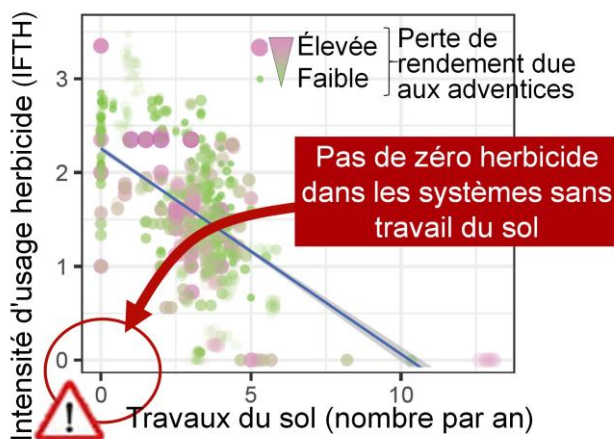 Intensité d'usage herbicide (IFTH)
3
2
1
0
Élevée
Faible
Perte de
rendement due
aux adventices
Pas de zéro herbicide
dans les systèmes sans
travail du sol
!
0
5
10
Travaux du sol (nombre par an)